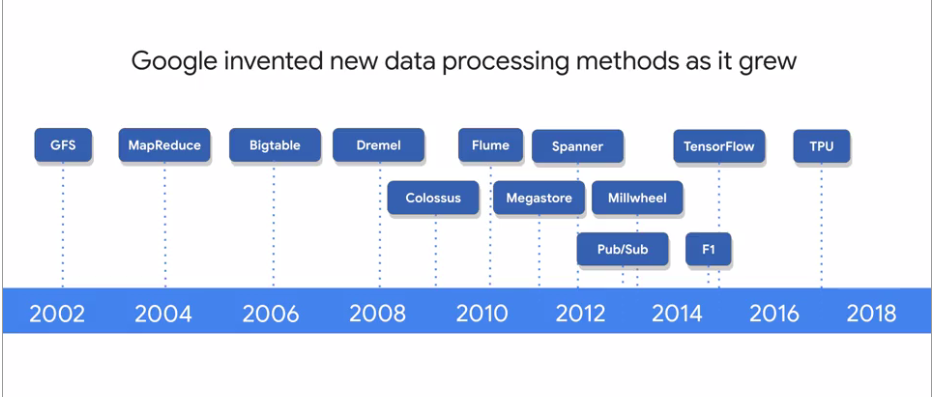 Google invented new data processing methods as it grew
GFS MapReduce Bigtable Dremel Flume Spanner TensorFlow TPU
Colossus Megastore Millwheel
Pub/Sub F1
2002 2004 2006 2008 2010 2012 2014 2016 2018